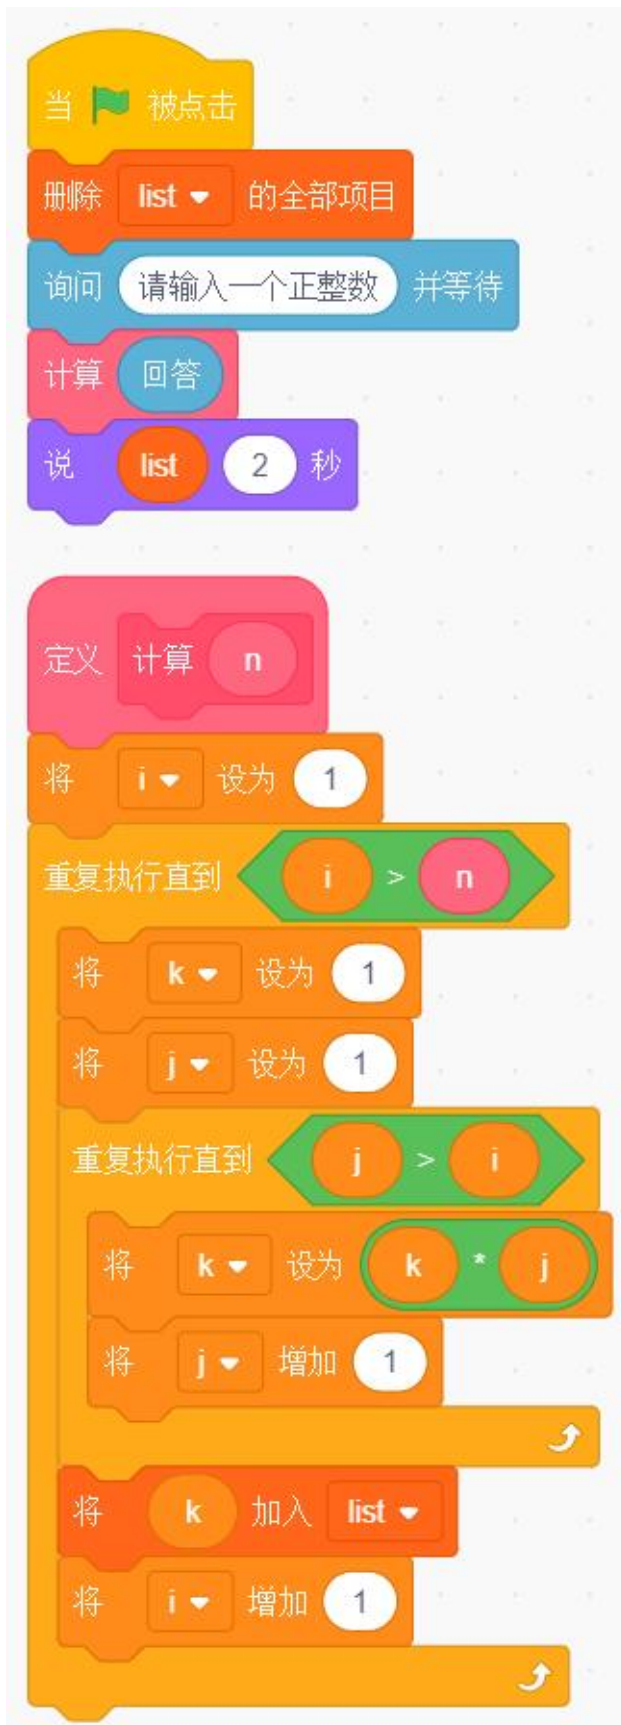 当 被点击
删除 list 的全部项目
询问 请输入一个正整数 并等待
计算 回答
说 list 2 秒
定义 计算 n
将 i 设为 1
重复执行直到 i > n
将 k 设为 1
将 j 设为 1
重复执行直到 j > i
将 k 设为 k * j
将 j 增加 1
将 k 加入 list
将 i 增加 1